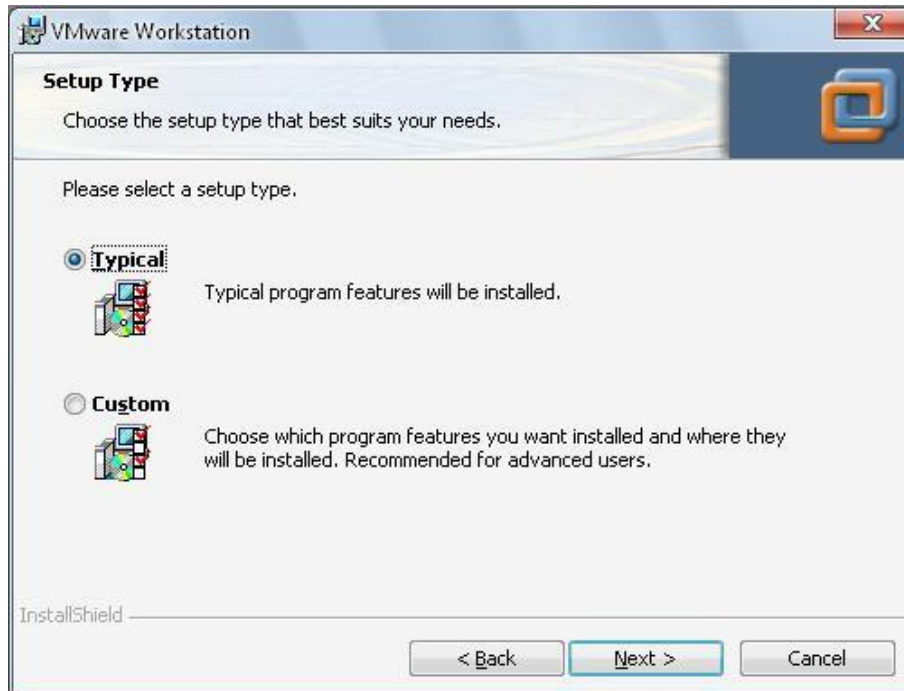 VMware Workstation
Setup Type
Choose the setup type that best suits your needs.
Please select a setup type.
Typical
Typical program features will be installed.
Custom
Choose which program features you want installed and where they
will be installed. Recommended for advanced users.
InstallShield
< Back
Next >
Cancel